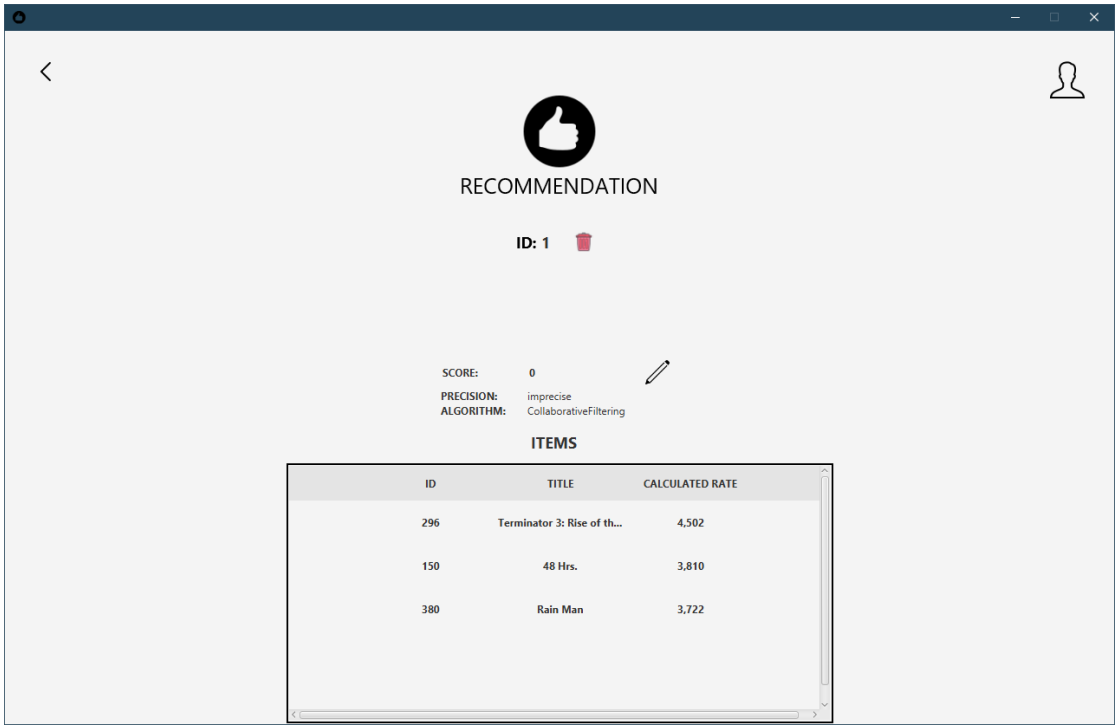 RECOMMENDATION
ID: 1
SCORE: 0
PRECISION: imprecise
ALGORITHM: CollaborativeFiltering
ITEMS
ID TITLE CALCULATED RATE
296 Terminator 3: Rise of th... 4,502
150 48 Hrs. 3,810
380 Rain Man 3,722